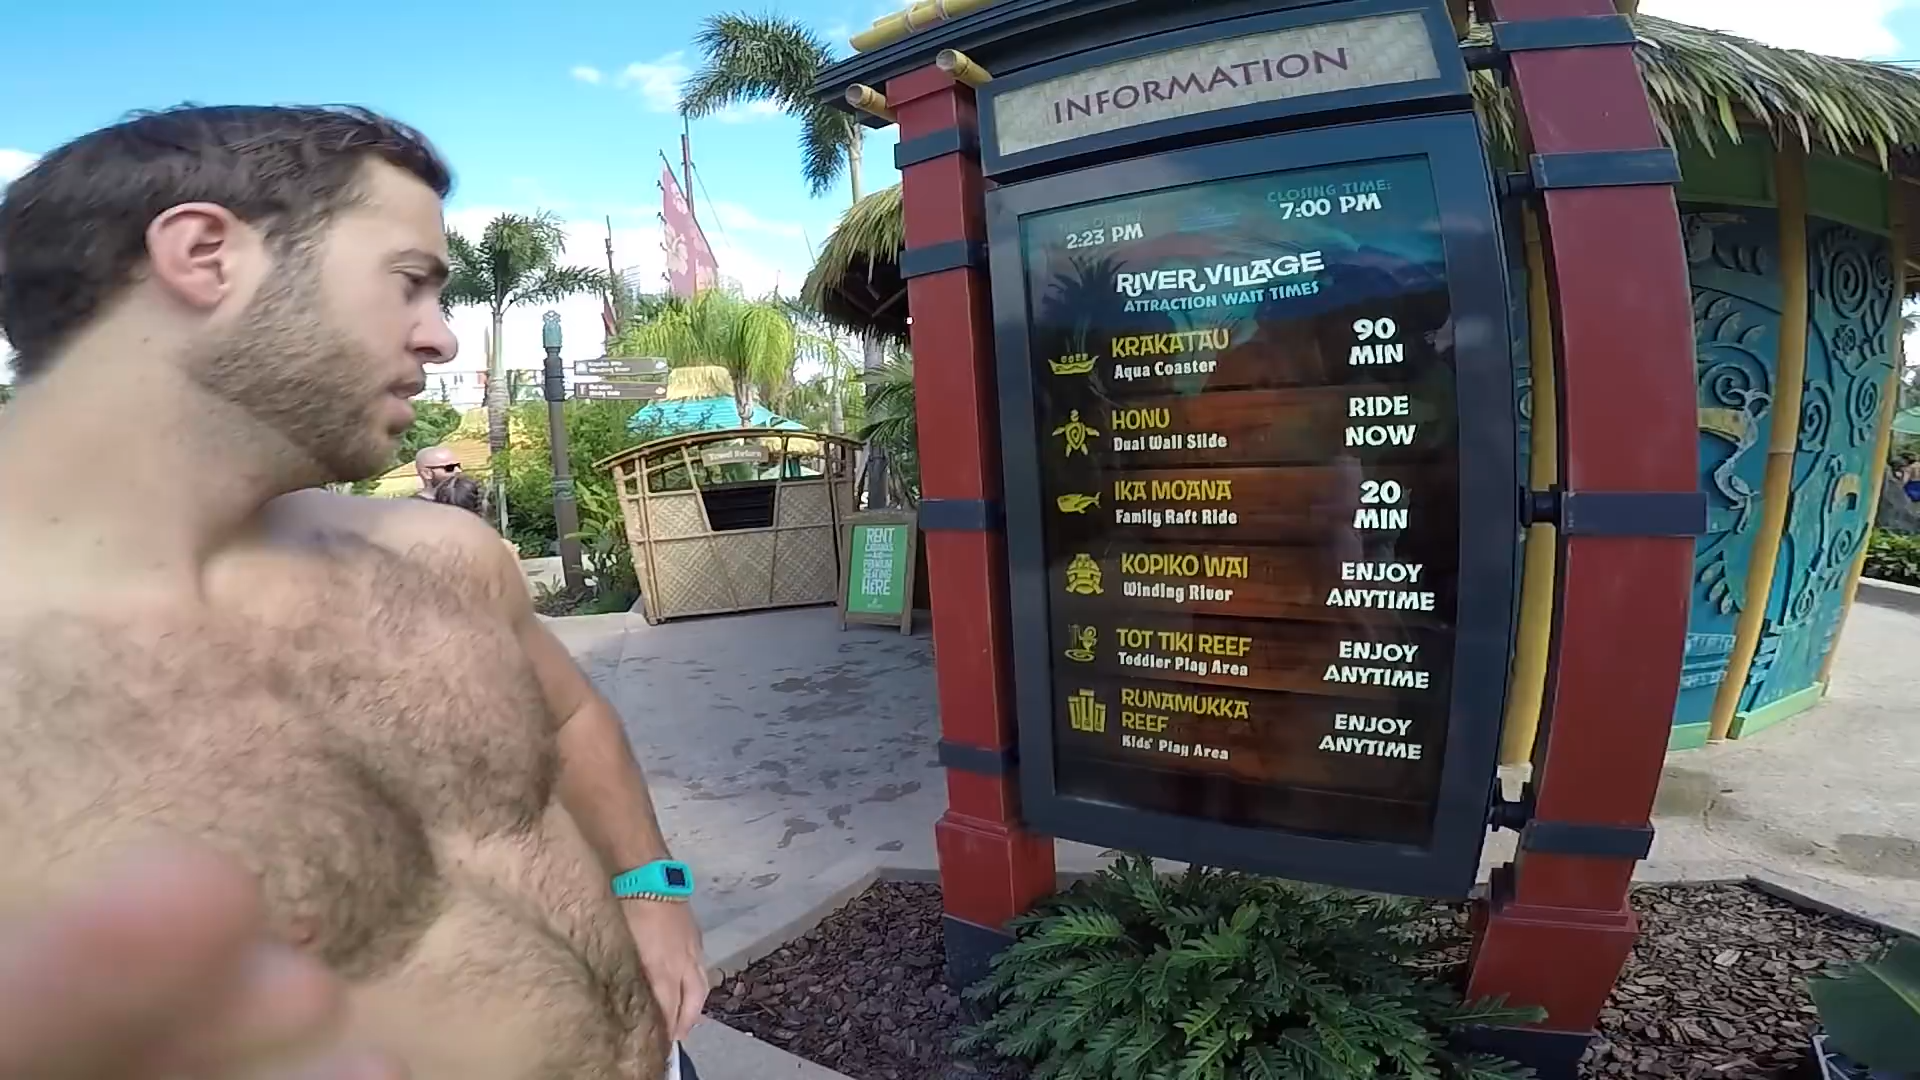 INFORMATION
CLOSING TIME:
7:00 PM
2:23 PM
RIVER VILLAGE
ATTRACTION WAIT TIMES
KRAKATAU
Aqua Coaster
90
MIN
HONU
Dual Wall Slide
RIDE
NOW
IKA MOANA
Family Raft Ride
20
MIN
KOPIKO WAI
Winding River
ENJOY
ANYTIME
TOT TIKI REEF
Toddler Play Area
ENJOY
ANYTIME
RUNAMUKKA
REEF
Kids' Play Area
ENJOY
ANYTIME
Towel Return
RENT
CABANAS
AND
PREMIUM
SEATING
HERE